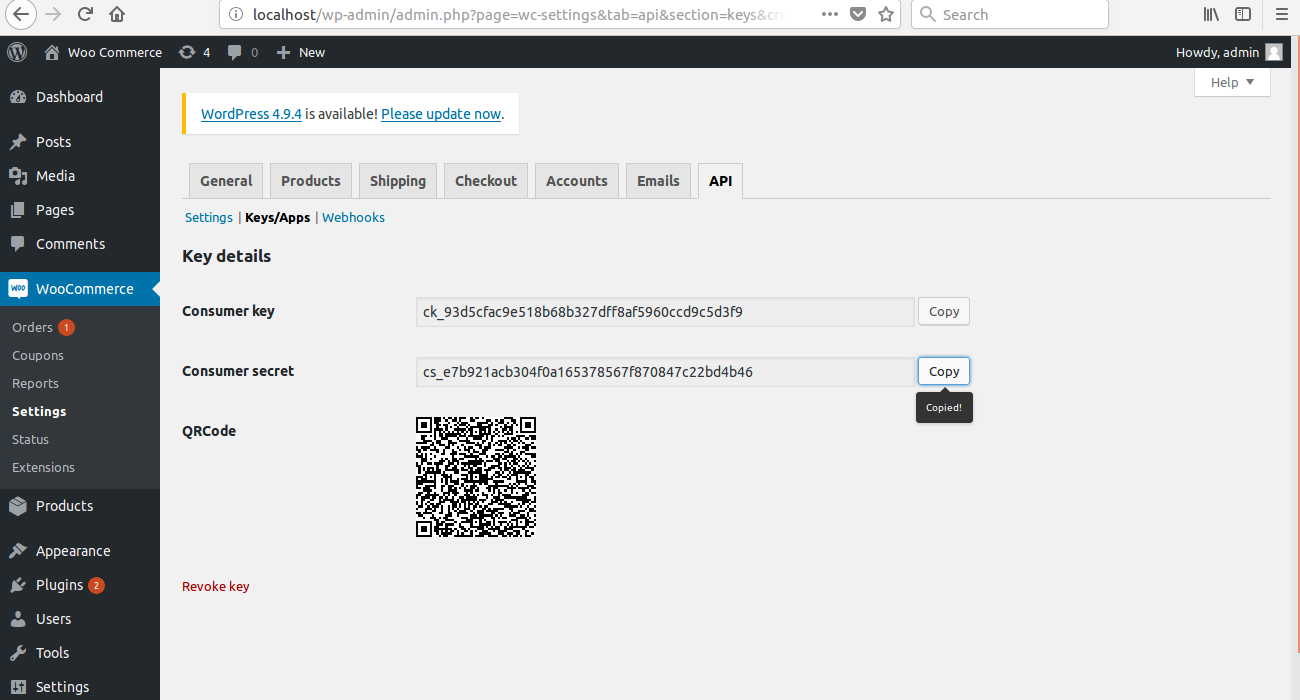 localhost/wp-admin/admin.php?page=wc-settings&tab=api&section=keys&cre
Search
Woo Commerce
4
0
New
Howdy, admin
Help
Dashboard
Posts
Media
Pages
Comments
WooCommerce
Orders 1
Coupons
Reports
Settings
Status
Extensions
Products
Appearance
Plugins 2
Users
Tools
Settings
WordPress 4.9.4 is available! Please update now.
General Products Shipping Checkout Accounts Emails API
Settings | Keys/Apps | Webhooks
Key details
Consumer key ck_93d5cfac9e518b68b327dff8af5960ccd9c5d3f9 Copy
Consumer secret cs_e7b921acb304f0a165378567f870847c22bd4b46 Copy
Copied!
QRCode
Revoke key